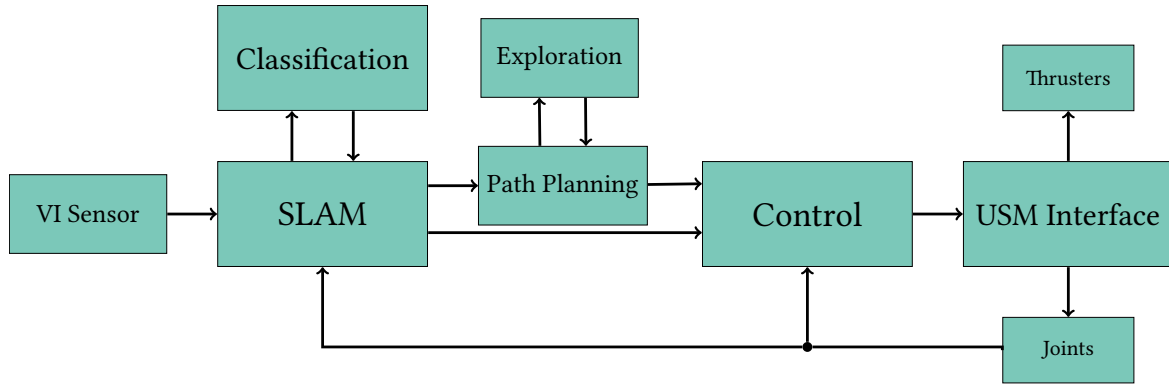 Classification
Exploration
Thrusters
VI Sensor
SLAM
Path Planning
Control
USM Interface
Joints